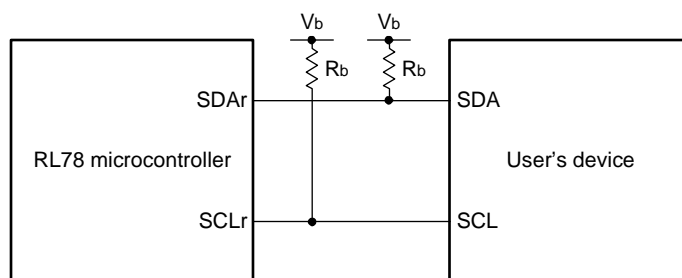 Vb Vb
Rb Rb
SDAr SDA
RL78 microcontroller User's device
SCLr SCL